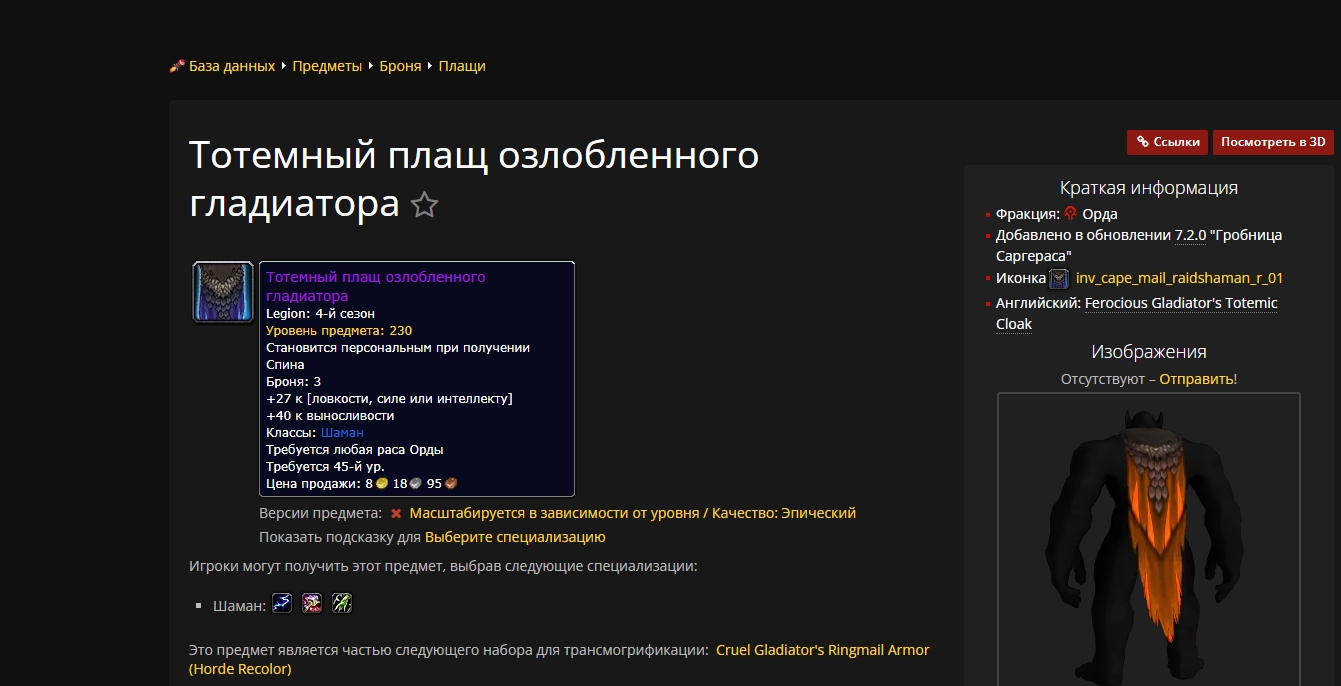 База данных Предметы Броня Плащи
Тотемный плащ озлобленного
гладиатора
Ссылки Посмотреть в 3D
Тотемный плащ озлобленного
гладиатора
Legion: 4-й сезон
Уровень предмета: 230
Становится персональным при получении
Спина
Броня: 3
+27 к [ловкости, силе или интеллекту]
+40 к выносливости
Классы: Шаман
Требуется любая раса Орды
Требуется 45-й ур.
Цена продажи: 8 18 95
Версии предмета: Масштабируется в зависимости от уровня / Качество: Эпический
Показать подсказку для Выберите специализацию
Игроки могут получить этот предмет, выбрав следующие специализации:
Шаман:
Это предмет является частью следующего набора для трансмогрификации: Cruel Gladiator's Ringmail Armor
(Horde Recolor)
Краткая информация
Фракция: Орда
Добавлено в обновлении 7.2.0 "Гробница
Саргераса"
Иконка inv_cape_mail_raidshaman_r_01
Английский: Ferocious Gladiator's Totemic
Cloak
Изображения
Отсутствуют – Отправить!